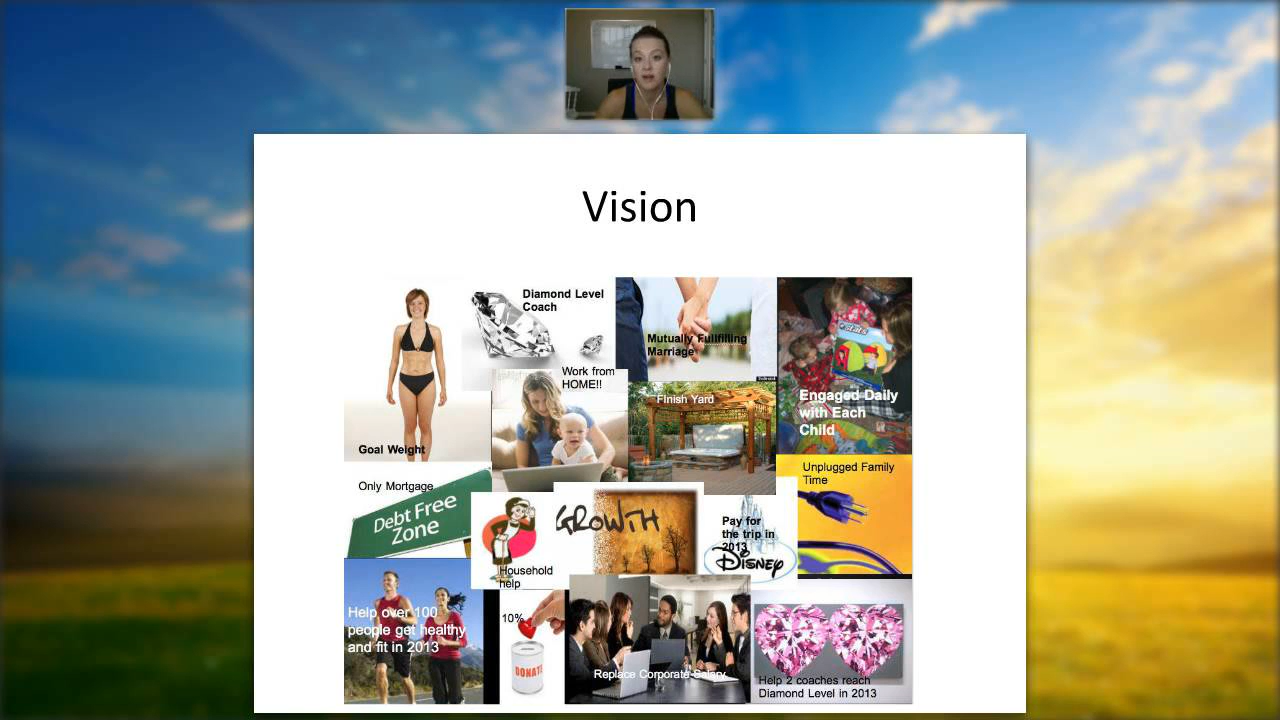 Vision
Diamond Level
Coach
Mutually Fullfilling
Marriage
Work from
HOME!!
Finish Yard
Engaged Daily
with Each
Child
Goal Weight
Only Mortgage
Debt Free
Zone
Unplugged Family
Time
GROWTH
Pay for
the trip in
2013
Disney
Household
help
Help over 100
people get healthy
and fit in 2013
10%
DONATE
Replace Corporate Salary
Help 2 coaches reach
Diamond Level in 2013